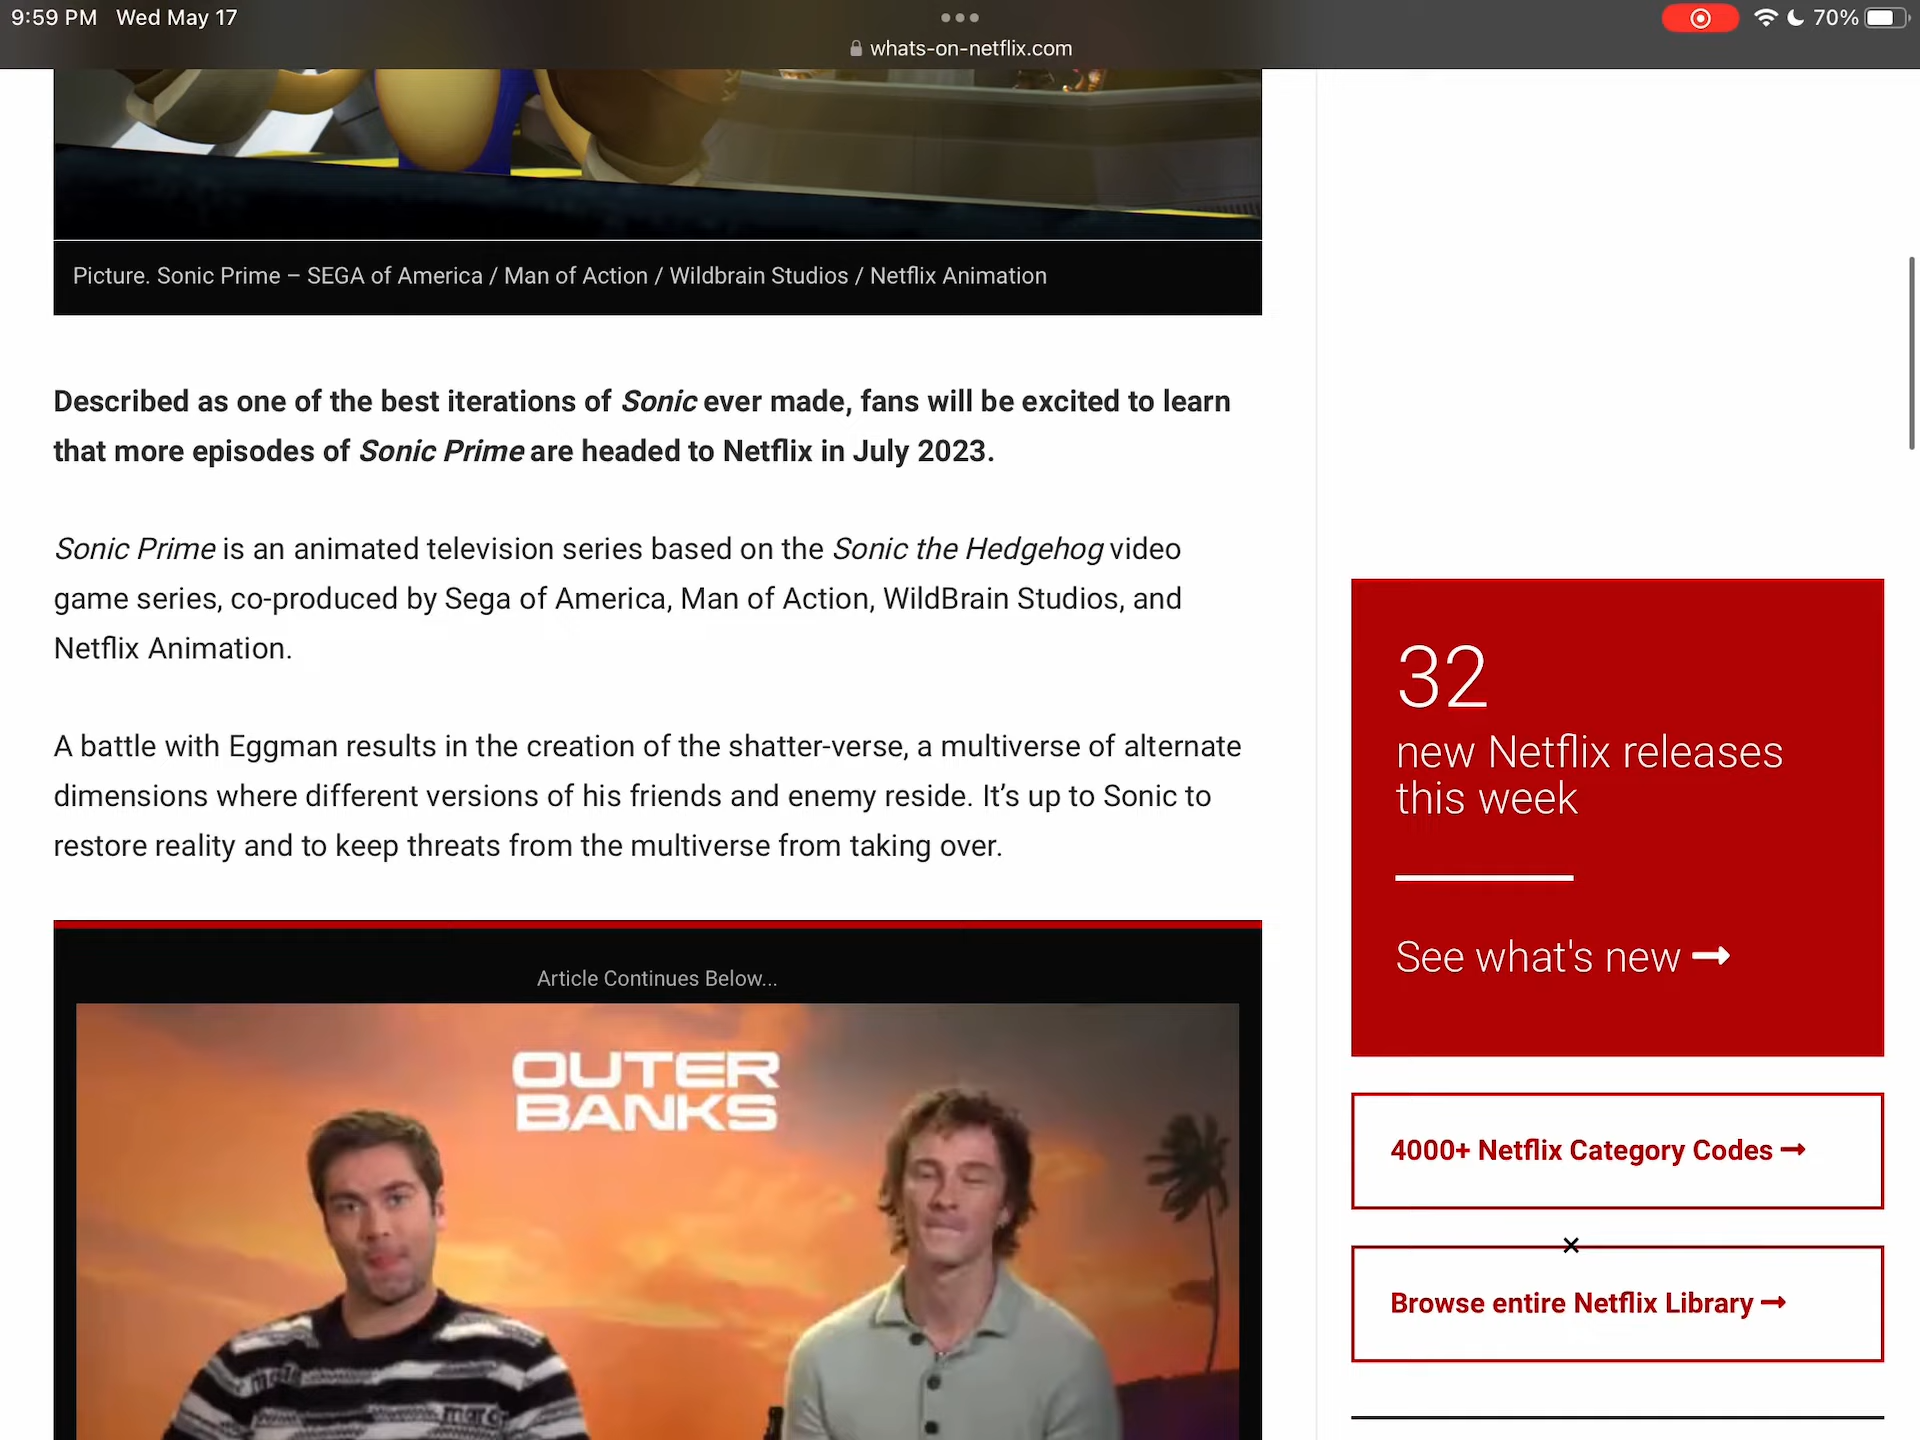 9:59 PM Wed May 17
70%
whats-on-netflix.com
Picture. Sonic Prime – SEGA of America / Man of Action / Wildbrain Studios / Netflix Animation
Described as one of the best iterations of Sonic ever made, fans will be excited to learn
that more episodes of Sonic Prime are headed to Netflix in July 2023.
Sonic Prime is an animated television series based on the Sonic the Hedgehog video
game series, co-produced by Sega of America, Man of Action, WildBrain Studios, and
Netflix Animation.
A battle with Eggman results in the creation of the shatter-verse, a multiverse of alternate
dimensions where different versions of his friends and enemy reside. It’s up to Sonic to
restore reality and to keep threats from the multiverse from taking over.
Article Continues Below...
OUTER
BANKS
32
new Netflix releases
this week
See what's new →
4000+ Netflix Category Codes →
Browse entire Netflix Library →